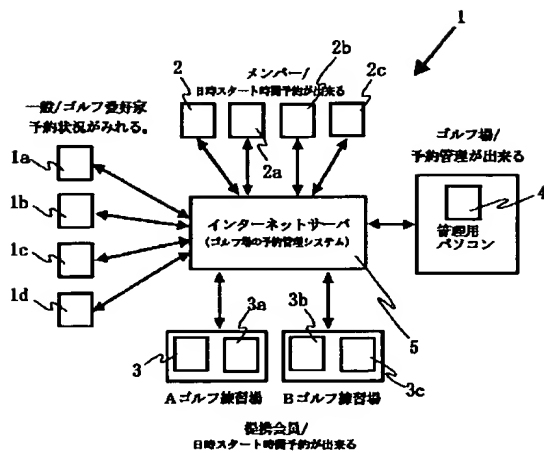 1
2
メンバー/
日時スタート時間予約が出来る
2b
2c
2a
一般/ゴルフ愛好家
予約状況がみれる。
1a
1b
1c
1d
ゴルフ場/
予約管理が出来る
4
管理用
パソコン
インターネットサーバ
(ゴルフ場の予約管理システム)
5
3
3a
3b
3c
Aゴルフ練習場
Bゴルフ練習場
提携会員/
日時スタート時間予約が出来る